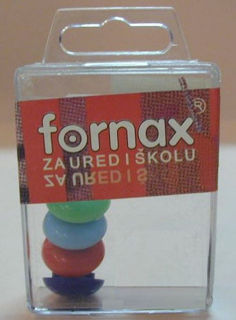 fornax®
ZA URED I ŠKOLU
ZA URED I Š